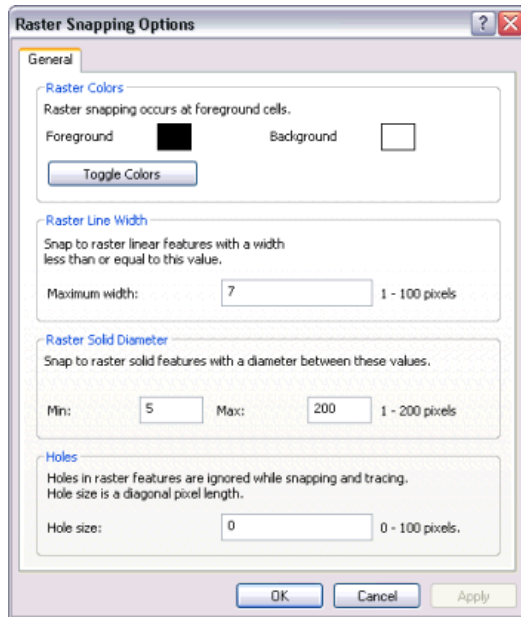 Raster Snapping Options
General
Raster Colors
Raster snapping occurs at foreground cells.
Foreground Background
Toggle Colors
Raster Line Width
Snap to raster linear features with a width
less than or equal to this value.
Maximum width: 7 1 - 100 pixels
Raster Solid Diameter
Snap to raster solid features with a diameter between these values.
Min: 5 Max: 200 1 - 200 pixels
Holes
Holes in raster features are ignored while snapping and tracing.
Hole size is a diagonal pixel length.
Hole size: 0 0 - 100 pixels.
OK Cancel Apply